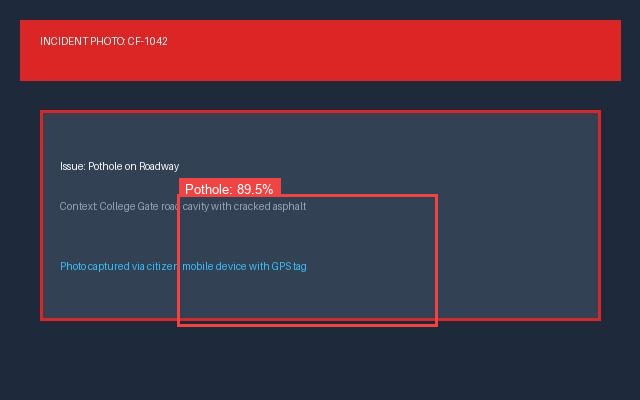 INCIDENT PHOTO: CF-1042
Issue: Pothole on Roadway
Pothole: 89.5%
Context: College Gate road cavity with cracked asphalt
Photo captured via citizen mobile device with GPS tag